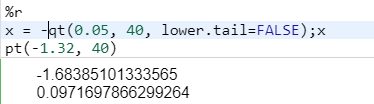 %r
x = -qt(0.05, 40, lower.tail=FALSE);x
pt(-1.32, 40)
-1.68385101333565
0.0971697866299264